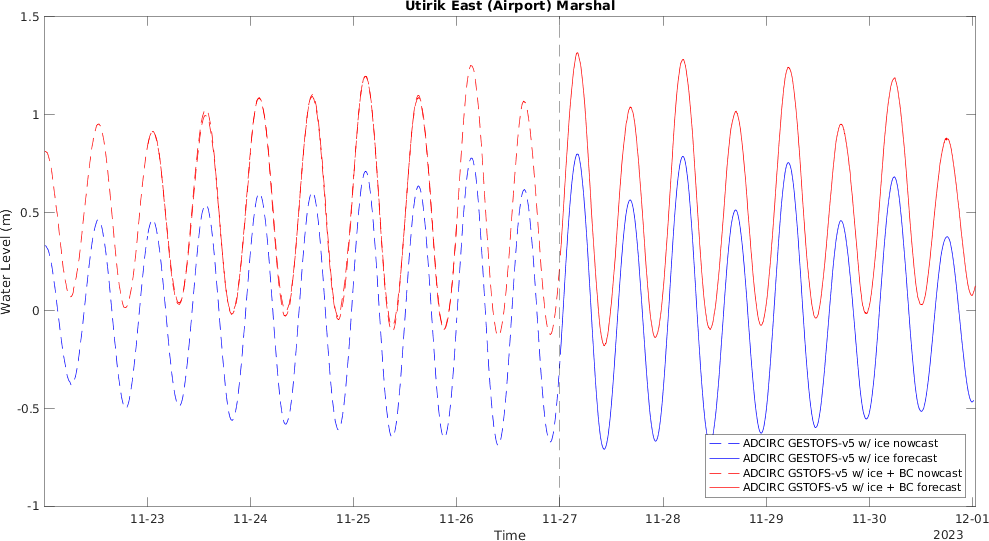 Utirik East (Airport) Marshal
1.5
1
0.5
0
-0.5
-1
Water Level (m)
11-23
11-24
11-25
11-26
11-27
11-28
11-29
11-30
12-01
Time
2023
ADCIRC GESTOFS-v5 w/ ice nowcast
ADCIRC GESTOFS-v5 w/ ice forecast
ADCIRC GSTOFS-v5 w/ ice + BC nowcast
ADCIRC GSTOFS-v5 w/ ice + BC forecast